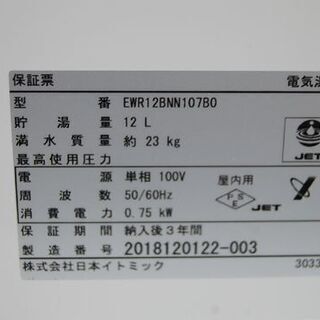 保証票 電気温
型番 EWR12BNN107B0
貯湯量 12 L
満水質量 約 23 kg
最高使用圧力
JET
電源 単相 100V 屋内用
周波数 50/60Hz
PSE JET
消費電力 0.75 kW
保証期間 納入後3年間
製造番号 2018120122-003
株式会社日本イトミック 3033